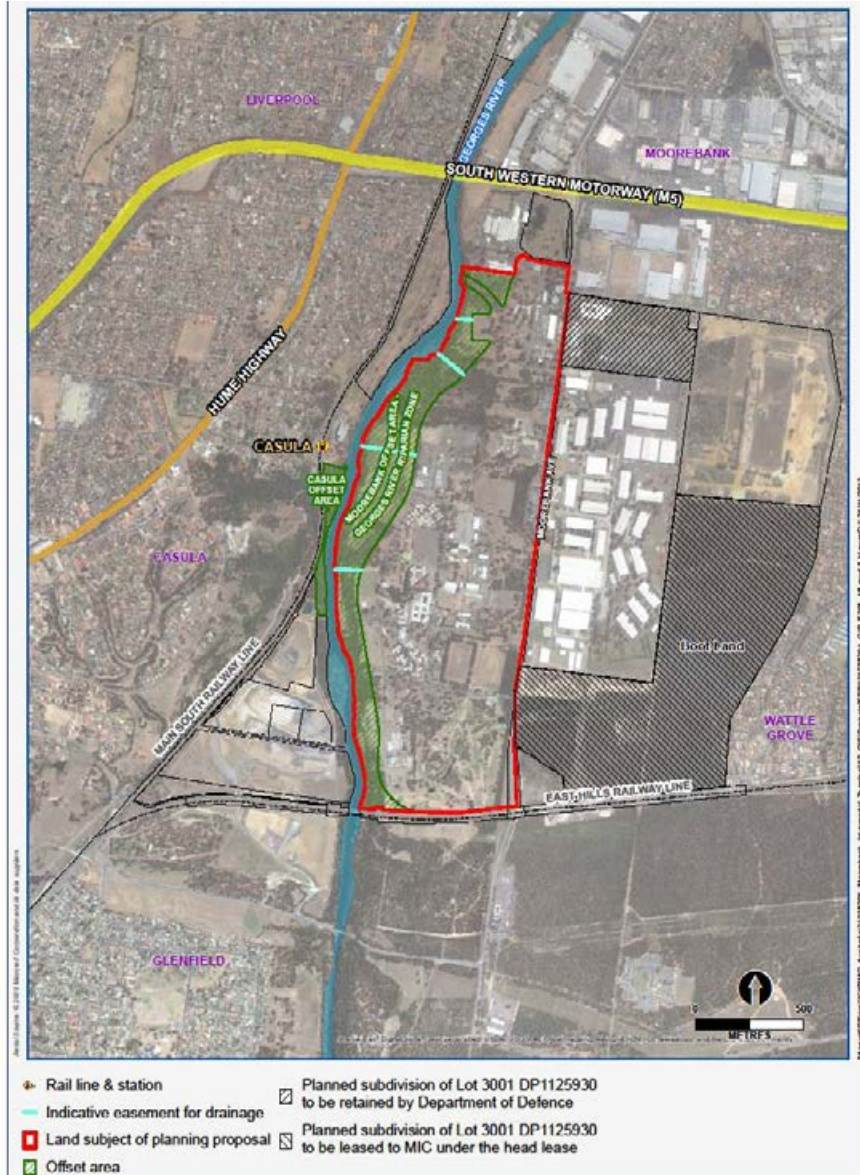 LIVERPOOL
GEORGES RIVER
MOOREBANK
SOUTH WESTERN MOTORWAY (M5)
HUME HIGHWAY
CASULA
CASULA
OFFSET
AREA
MOOREBANK OFFSET AREA -
GEORGES RIVER RIPARIAN ZONE
MOOREBANK AVE
CASULA
Boot Land
MAIN SOUTH RAILWAY LINE
WATTLE
GROVE
EAST HILLS RAILWAY LINE
GLENFIELD
0 500
METRES
Rail line & station
Indicative easement for drainage
Land subject of planning proposal
Offset area
Planned subdivision of Lot 3001 DP1125930
to be retained by Department of Defence
Planned subdivision of Lot 3001 DP1125930
to be leased to MIC under the head lease